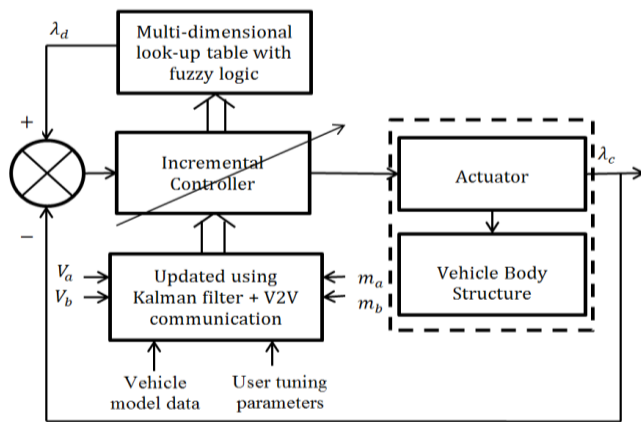 λd
Multi-dimensional
look-up table with
fuzzy logic
+
Incremental
Controller
Actuator
λc
−
Va
Vb
Updated using
Kalman filter + V2V
communication
ma
mb
Vehicle Body
Structure
Vehicle
model data
User tuning
parameters